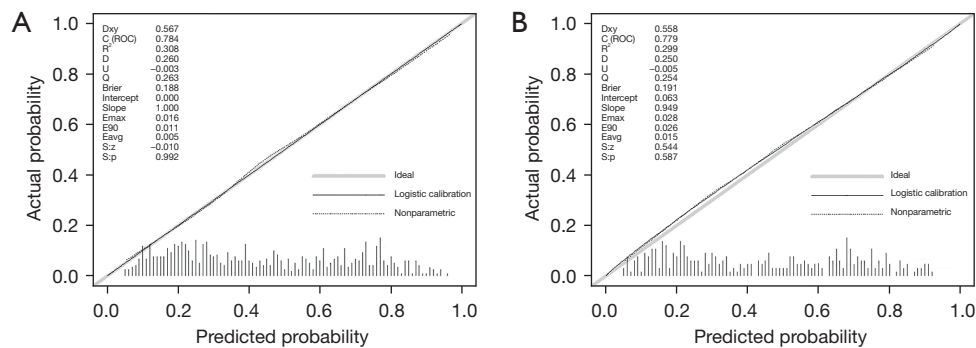 A
Actual probability
1.0
0.8
0.6
0.4
0.2
0.0
Dxy 0.567
C (ROC) 0.784
R² 0.308
D 0.260
U −0.003
Q 0.263
Brier 0.188
Intercept 0.000
Slope 1.000
Emax 0.016
E90 0.011
Eavg 0.005
S:z −0.010
S:p 0.992
Ideal
Logistic calibration
Nonparametric
0.0 0.2 0.4 0.6 0.8 1.0
Predicted probability
B
Actual probability
1.0
0.8
0.6
0.4
0.2
0.0
Dxy 0.558
C (ROC) 0.779
R² 0.299
D 0.250
U −0.005
Q 0.254
Brier 0.191
Intercept 0.063
Slope 0.949
Emax 0.028
E90 0.026
Eavg 0.015
S:z 0.544
S:p 0.587
Ideal
Logistic calibration
Nonparametric
0.0 0.2 0.4 0.6 0.8 1.0
Predicted probability